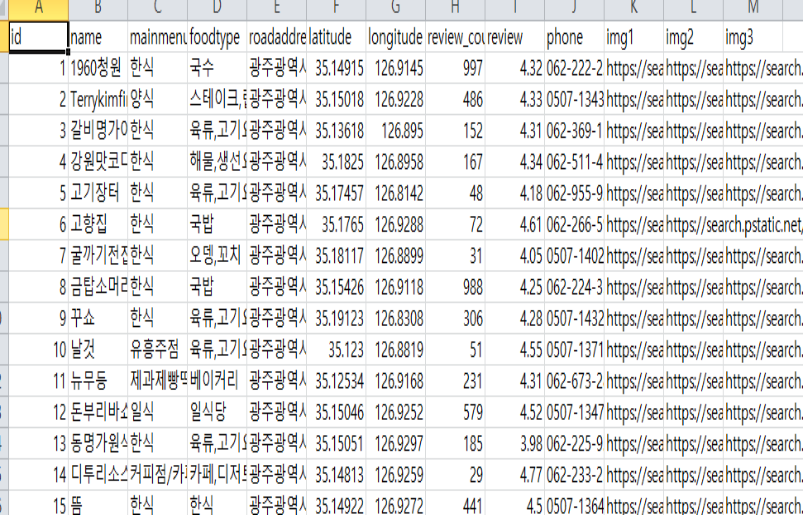 A B C D E F G H I J K L M
id name mainmenu foodtype roadaddre latitude longitude review_cou review phone img1 img2 img3
1 1960청원 한식 국수 광주광역시 35.14915 126.9145 997 4.32 062-222-2 https://sea https://sea https://search.
2 Terrykimfi 양식 스테이크, 광주광역시 35.15018 126.9228 486 4.33 0507-1343 https://sea https://sea https://search.
3 갈비명가 한식 육류,고기 광주광역시 35.13618 126.895 152 4.31 062-369-1 https://sea https://sea https://search.
4 강원맛코 한식 해물,생선 광주광역시 35.1825 126.8958 167 4.34 062-511-4 https://sea https://sea https://search.
5 고기장터 한식 육류,고기 광주광역시 35.17457 126.8142 48 4.18 062-955-9 https://sea https://sea https://search.
6 고향집 한식 국밥 광주광역시 35.1765 126.9288 72 4.61 062-266-5 https://sea https://search.pstatic.net/
7 굴까기전 한식 오뎅,꼬치 광주광역시 35.18117 126.8899 31 4.05 0507-1402 https://sea https://sea https://search.
8 금탑소머리 한식 국밥 광주광역시 35.15426 126.9118 988 4.25 062-224-3 https://sea https://sea https://search.
9 꾸쇼 한식 육류,고기 광주광역시 35.19123 126.8308 306 4.28 0507-1432 https://sea https://sea https://search.
10 날것 유흥주점 육류,고기 광주광역시 35.123 126.8819 51 4.55 0507-1371 https://sea https://sea https://search.
11 뉴무등 제과제빵떡 베이커리 광주광역시 35.12534 126.9168 231 4.31 062-673-2 https://sea https://sea https://search.
12 돈부리바 일식 일식당 광주광역시 35.15046 126.9252 579 4.52 0507-1347 https://sea https://sea https://search.
13 동명가원 한식 육류,고기 광주광역시 35.15051 126.9297 185 3.98 062-225-9 https://sea https://sea https://search.
14 디투리소스 커피점/카 카페,디저트 광주광역시 35.14813 126.9259 29 4.77 062-233-2 https://sea https://sea https://search.
15 뜸 한식 한식 광주광역시 35.14922 126.9272 441 4.5 0507-1364 https://sea https://sea https://search.